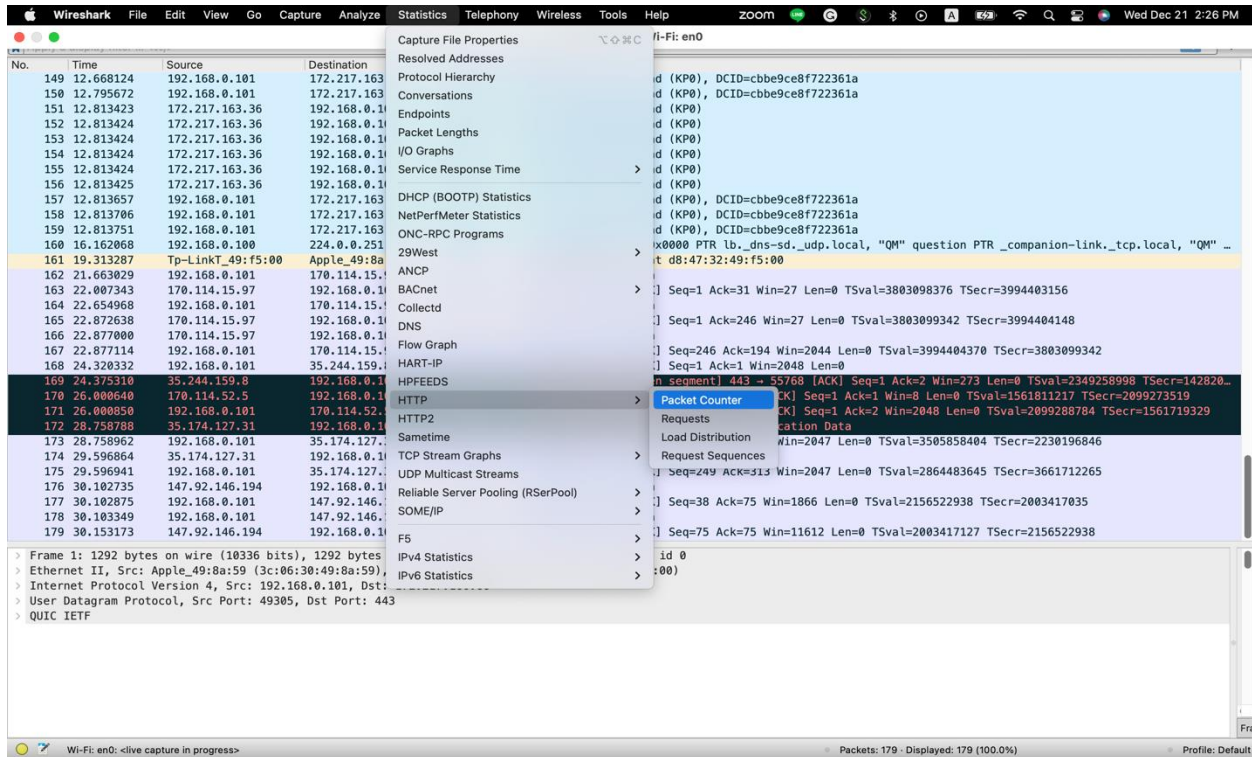 Wireshark File Edit View Go Capture Analyze Statistics Telephony Wireless Tools Help zoom Wed Dec 21 2:26 PM
Wi-Fi: en0
No. Time Source Destination
149 12.668124 192.168.0.101 172.217.163 d (KP0), DCID=cbbe9ce8f722361a
150 12.795672 192.168.0.101 172.217.163 d (KP0), DCID=cbbe9ce8f722361a
151 12.813423 172.217.163.36 192.168.0.1 d (KP0)
152 12.813424 172.217.163.36 192.168.0.1 d (KP0)
153 12.813424 172.217.163.36 192.168.0.1 d (KP0)
154 12.813424 172.217.163.36 192.168.0.1 d (KP0)
155 12.813424 172.217.163.36 192.168.0.1 d (KP0)
156 12.813425 172.217.163.36 192.168.0.1 d (KP0)
157 12.813657 192.168.0.101 172.217.163 d (KP0), DCID=cbbe9ce8f722361a
158 12.813706 192.168.0.101 172.217.163 d (KP0), DCID=cbbe9ce8f722361a
159 12.813751 192.168.0.101 172.217.163 d (KP0), DCID=cbbe9ce8f722361a
160 16.162068 192.168.0.100 224.0.0.251 x0000 PTR lb._dns-sd._udp.local, "QM" question PTR _companion-link._tcp.local, "QM" …
161 19.313287 Tp-LinkT_49:f5:00 Apple_49:8a t d8:47:32:49:f5:00
162 21.663029 192.168.0.101 170.114.15.
163 22.007343 170.114.15.97 192.168.0.1 ] Seq=1 Ack=31 Win=27 Len=0 TSval=3803098376 TSecr=3994403156
164 22.654968 192.168.0.101 170.114.15.
165 22.872638 170.114.15.97 192.168.0.1 ] Seq=1 Ack=246 Win=27 Len=0 TSval=3803099342 TSecr=3994404148
166 22.877000 170.114.15.97 192.168.0.1
167 22.877114 192.168.0.101 170.114.15. ] Seq=246 Ack=194 Win=2044 Len=0 TSval=3994404370 TSecr=3803099342
168 24.320332 192.168.0.101 35.244.159. ] Seq=1 Ack=1 Win=2048 Len=0
169 24.375310 35.244.159.8 192.168.0.1 n segment] 443 → 55768 [ACK] Seq=1 Ack=2 Win=273 Len=0 TSval=2349258998 TSecr=142820…
170 26.000640 170.114.52.5 192.168.0.1 CK] Seq=1 Ack=1 Win=8 Len=0 TSval=1561811217 TSecr=2099273519
171 26.000850 192.168.0.101 170.114.52. CK] Seq=1 Ack=2 Win=2048 Len=0 TSval=2099288784 TSecr=1561719329
172 28.758788 35.174.127.31 192.168.0.1 cation Data
173 28.758962 192.168.0.101 35.174.127. Win=2047 Len=0 TSval=3505858404 TSecr=2230196846
174 29.596864 35.174.127.31 192.168.0.1
175 29.596941 192.168.0.101 35.174.127. ] Seq=249 Ack=313 Win=2047 Len=0 TSval=2864483645 TSecr=3661712265
176 30.102735 147.92.146.194 192.168.0.1
177 30.102875 192.168.0.101 147.92.146. ] Seq=38 Ack=75 Win=1866 Len=0 TSval=2156522938 TSecr=2003417035
178 30.103349 192.168.0.101 147.92.146.
179 30.153173 147.92.146.194 192.168.0.1 ] Seq=75 Ack=75 Win=11612 Len=0 TSval=2003417127 TSecr=2156522938
Capture File Properties ⌥⇧⌘C
Resolved Addresses
Protocol Hierarchy
Conversations
Endpoints
Packet Lengths
I/O Graphs
Service Response Time
DHCP (BOOTP) Statistics
NetPerfMeter Statistics
ONC-RPC Programs
29West
ANCP
BACnet
Collectd
DNS
Flow Graph
HART-IP
HPFEEDS
HTTP
HTTP2
Sametime
TCP Stream Graphs
UDP Multicast Streams
Reliable Server Pooling (RSerPool)
SOME/IP
F5
IPv4 Statistics
IPv6 Statistics
Packet Counter
Requests
Load Distribution
Request Sequences
Frame 1: 1292 bytes on wire (10336 bits), 1292 bytes id 0
Ethernet II, Src: Apple_49:8a:59 (3c:06:30:49:8a:59), :00)
Internet Protocol Version 4, Src: 192.168.0.101, Dst:
User Datagram Protocol, Src Port: 49305, Dst Port: 443
QUIC IETF
Wi-Fi: en0: <live capture in progress> Packets: 179 · Displayed: 179 (100.0%) Profile: Default